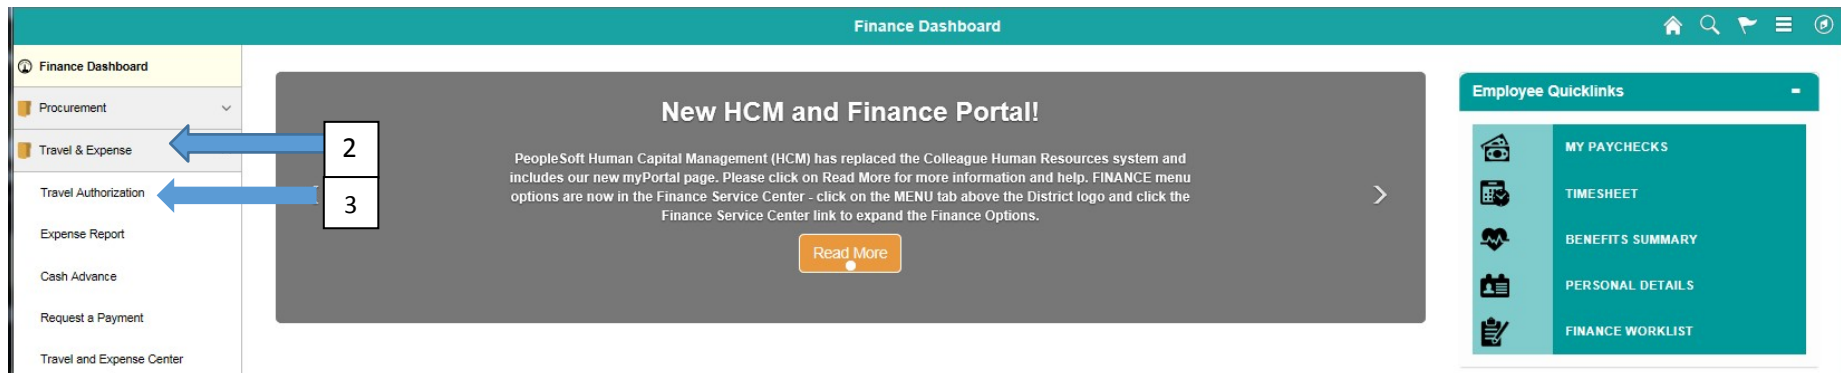 Finance Dashboard
Finance Dashboard
Procurement
Travel & Expense
2
Travel Authorization
3
Expense Report
Cash Advance
Request a Payment
Travel and Expense Center
New HCM and Finance Portal!
PeopleSoft Human Capital Management (HCM) has replaced the Colleague Human Resources system and
includes our new myPortal page. Please click on Read More for more information and help. FINANCE menu
options are now in the Finance Service Center - click on the MENU tab above the District logo and click the
Finance Service Center link to expand the Finance Options.
Read More
Employee Quicklinks
MY PAYCHECKS
TIMESHEET
BENEFITS SUMMARY
PERSONAL DETAILS
FINANCE WORKLIST